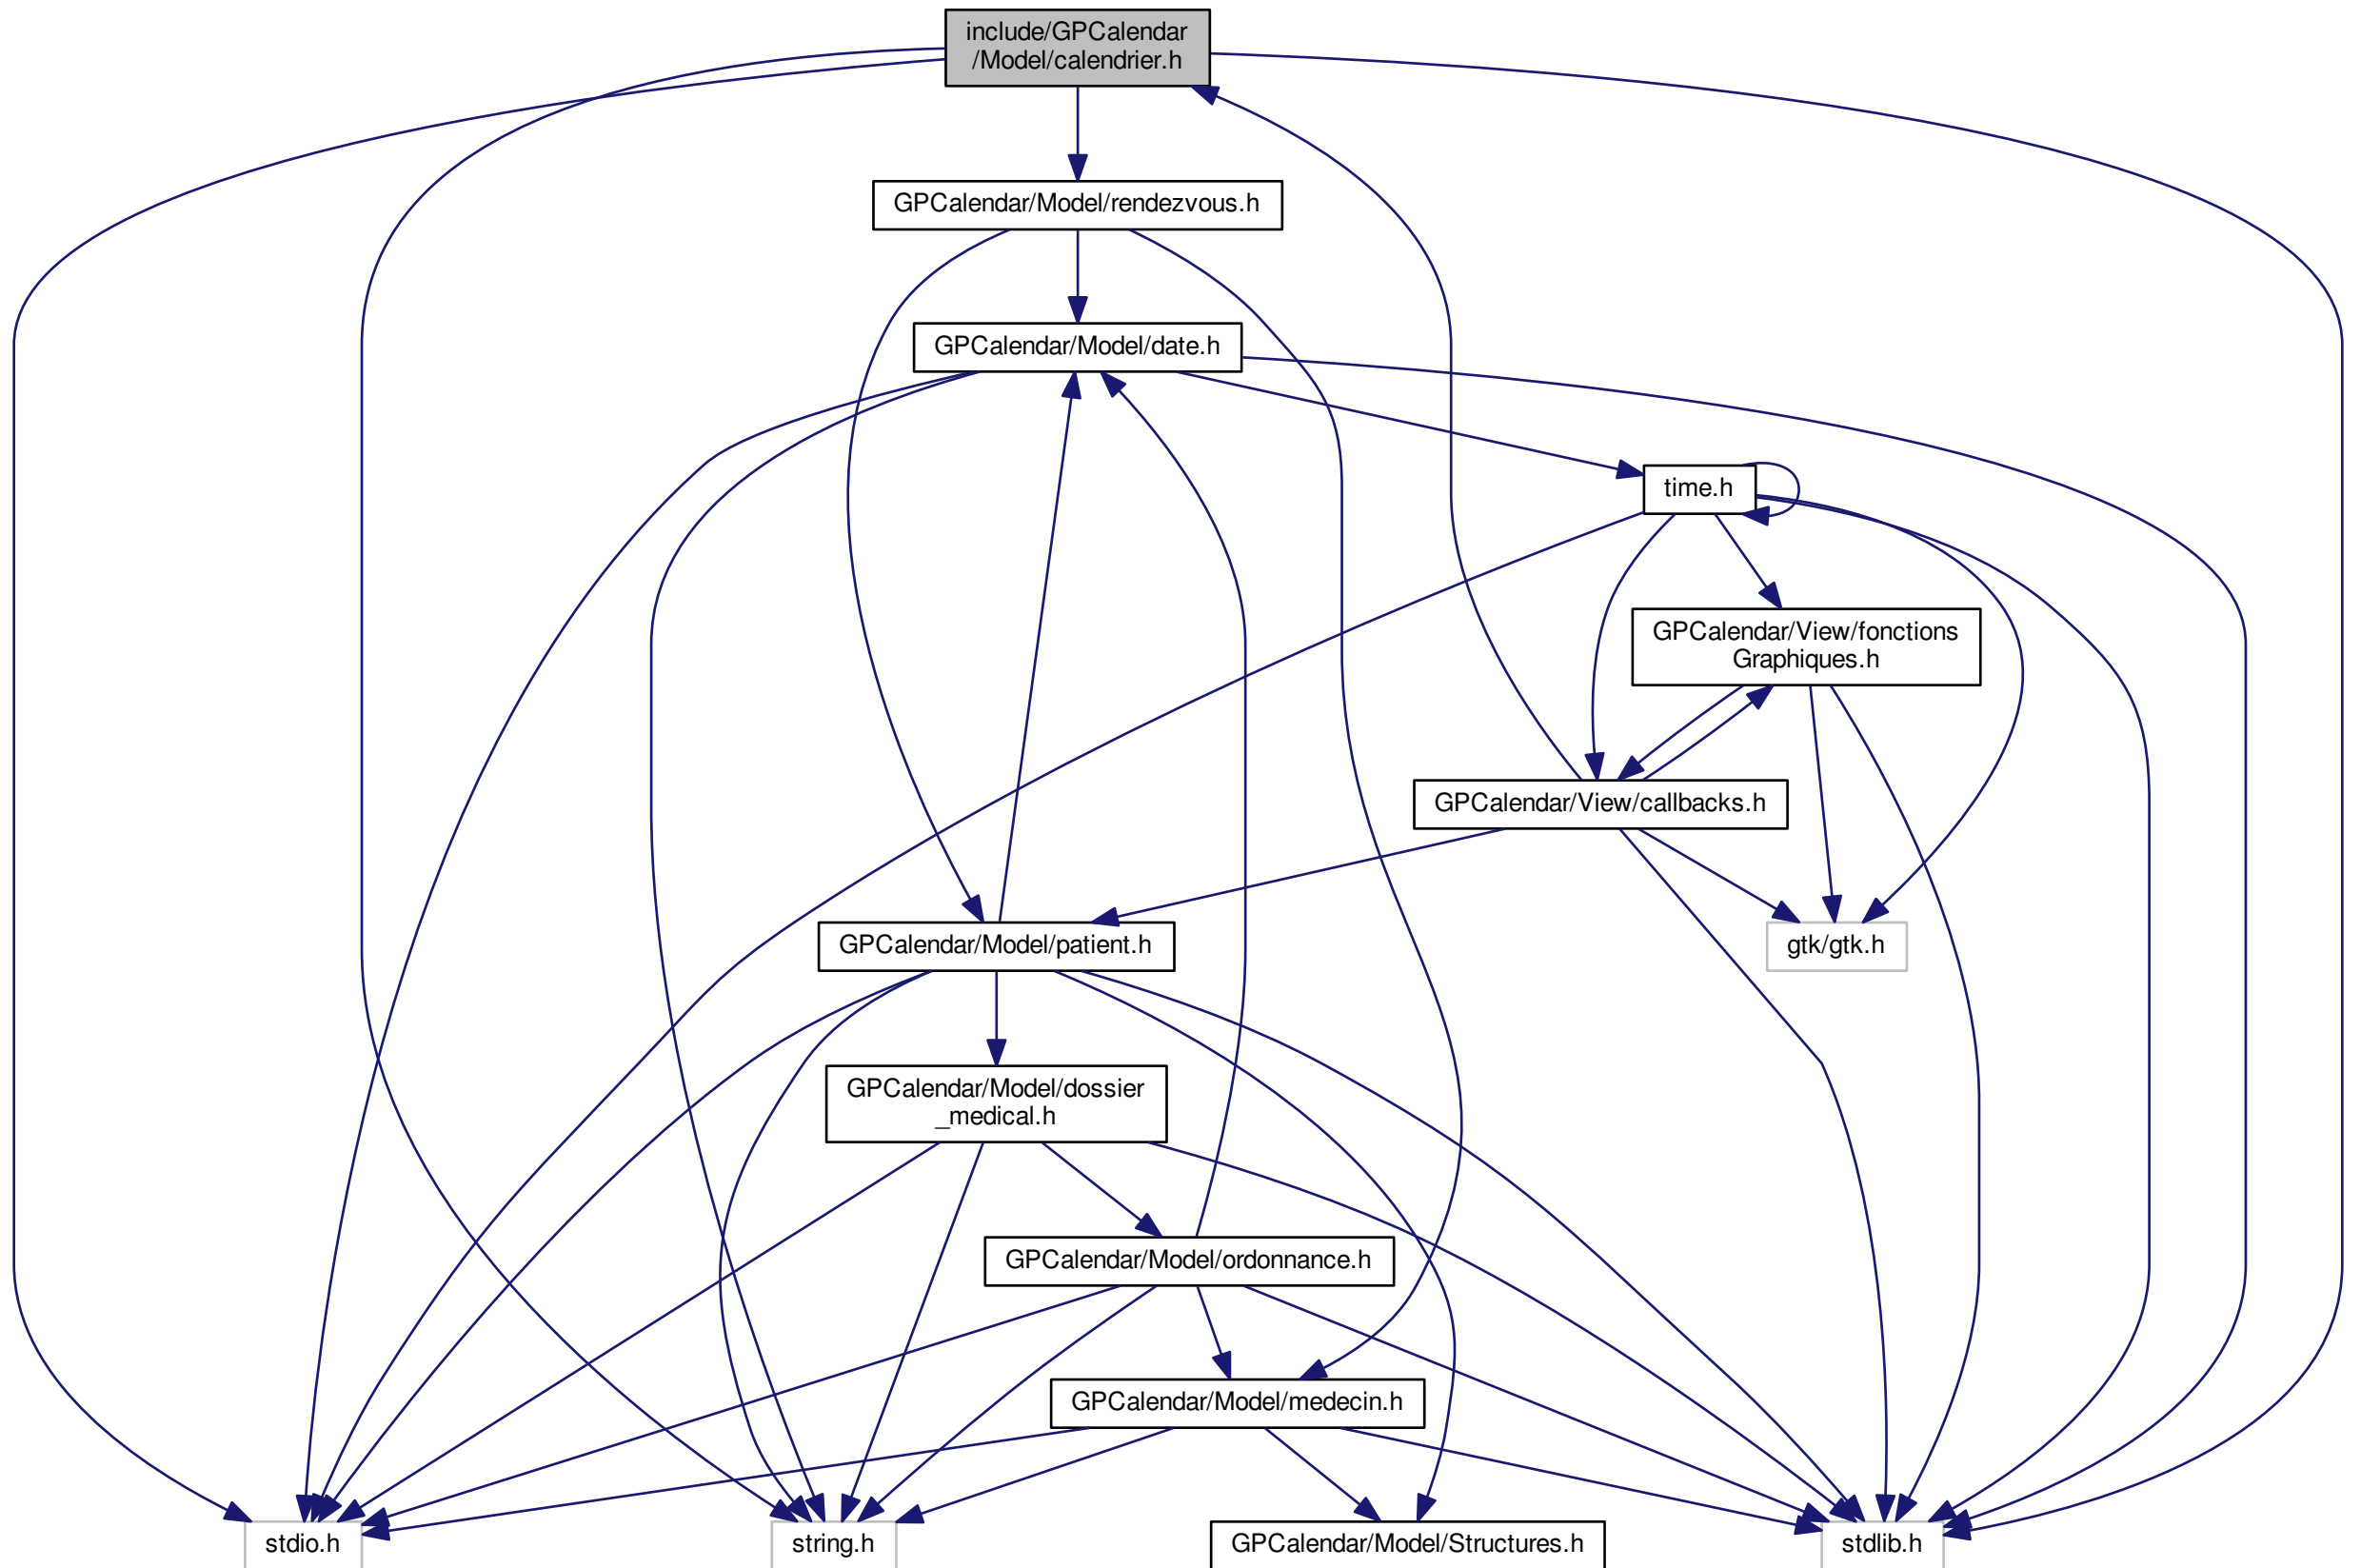 include/GPCalendar
/Model/calendrier.h
GPCalendar/Model/rendezvous.h
GPCalendar/Model/date.h
time.h
GPCalendar/View/fonctions
Graphiques.h
GPCalendar/View/callbacks.h
GPCalendar/Model/patient.h
gtk/gtk.h
GPCalendar/Model/dossier
_medical.h
GPCalendar/Model/ordonnance.h
GPCalendar/Model/medecin.h
stdio.h
string.h
GPCalendar/Model/Structures.h
stdlib.h